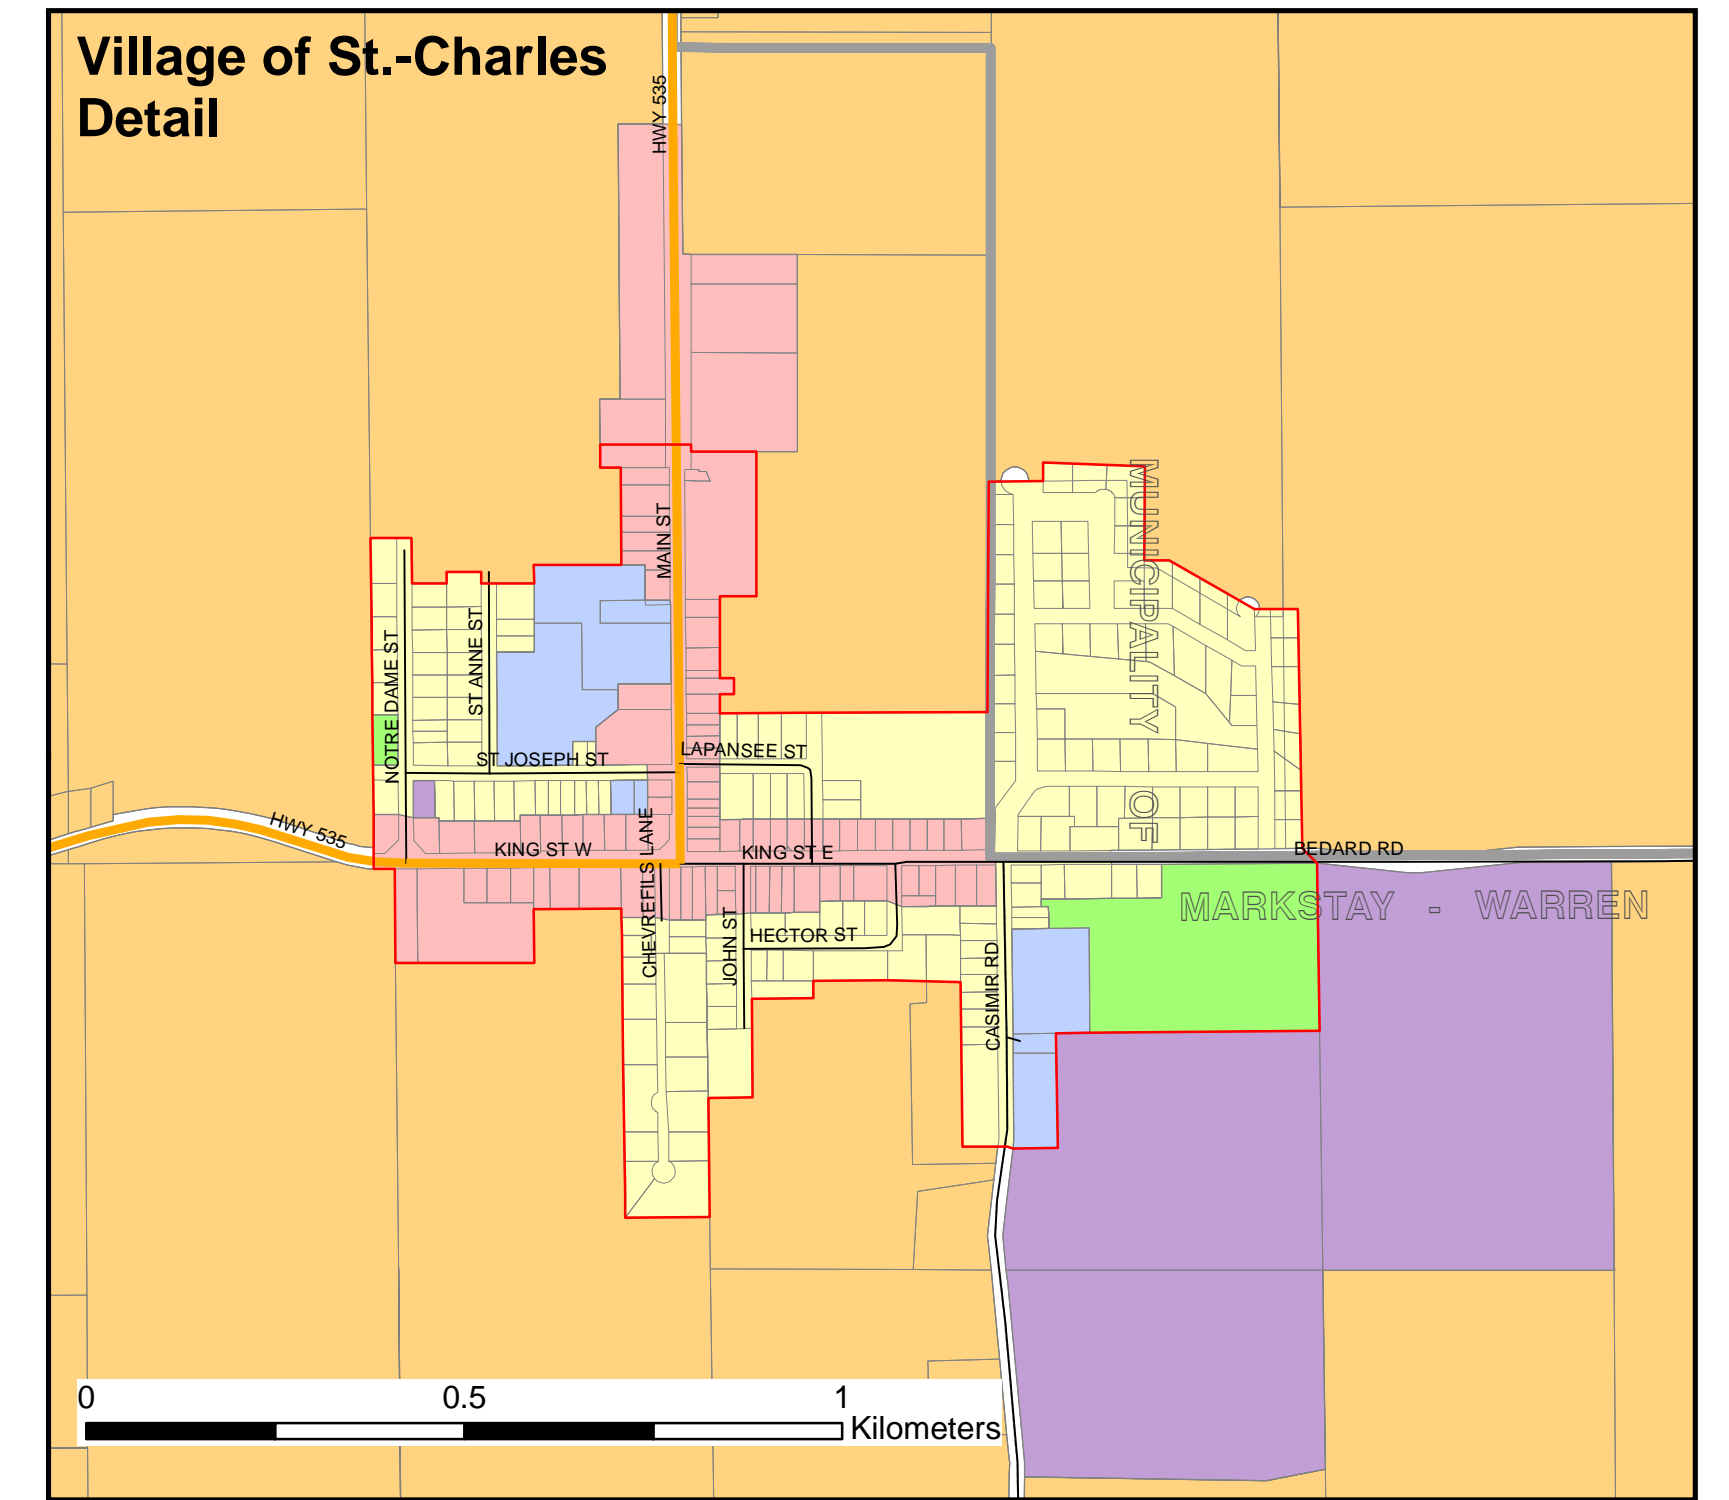 Village of St.-Charles
Detail
HWY 535
MAIN ST
MUNICIPALITY OF
NOTRE DAME ST
ST ANNE ST
ST JOSEPH ST
LAPANSEE ST
HWY 535
KING ST W
CHEVREFILS LANE
KING ST E
BEDARD RD
MARKSTAY - WARREN
JOHN ST
HECTOR ST
CASIMIR RD
0 0.5 1
Kilometers